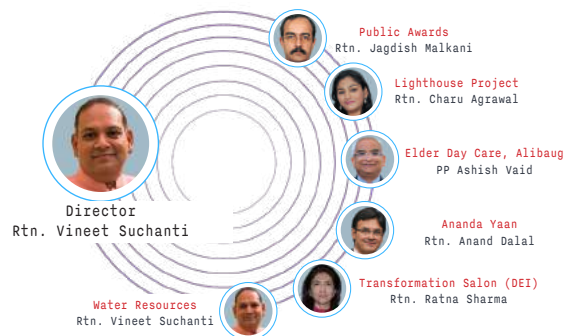 Public Awards
Rtn. Jagdish Malkani
Lighthouse Project
Rtn. Charu Agrawal
Elder Day Care, Alibaug
PP Ashish Vaid
Director
Rtn. Vineet Suchanti
Ananda Yaan
Rtn. Anand Dalal
Transformation Salon (DEI)
Rtn. Ratna Sharma
Water Resources
Rtn. Vineet Suchanti